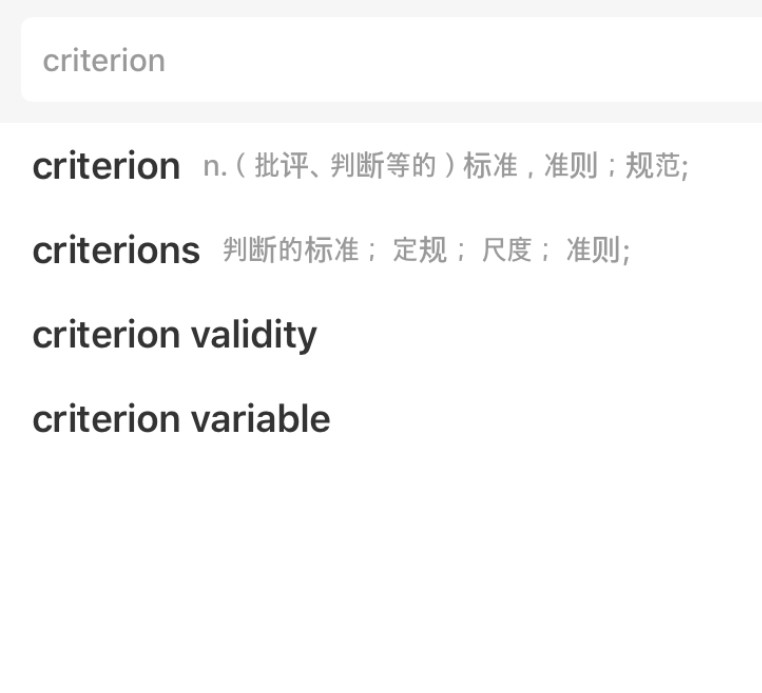 criterion
criterion n.（批评、判断等的）标准，准则；规范;
criterions 判断的标准； 定规； 尺度； 准则;
criterion validity
criterion variable